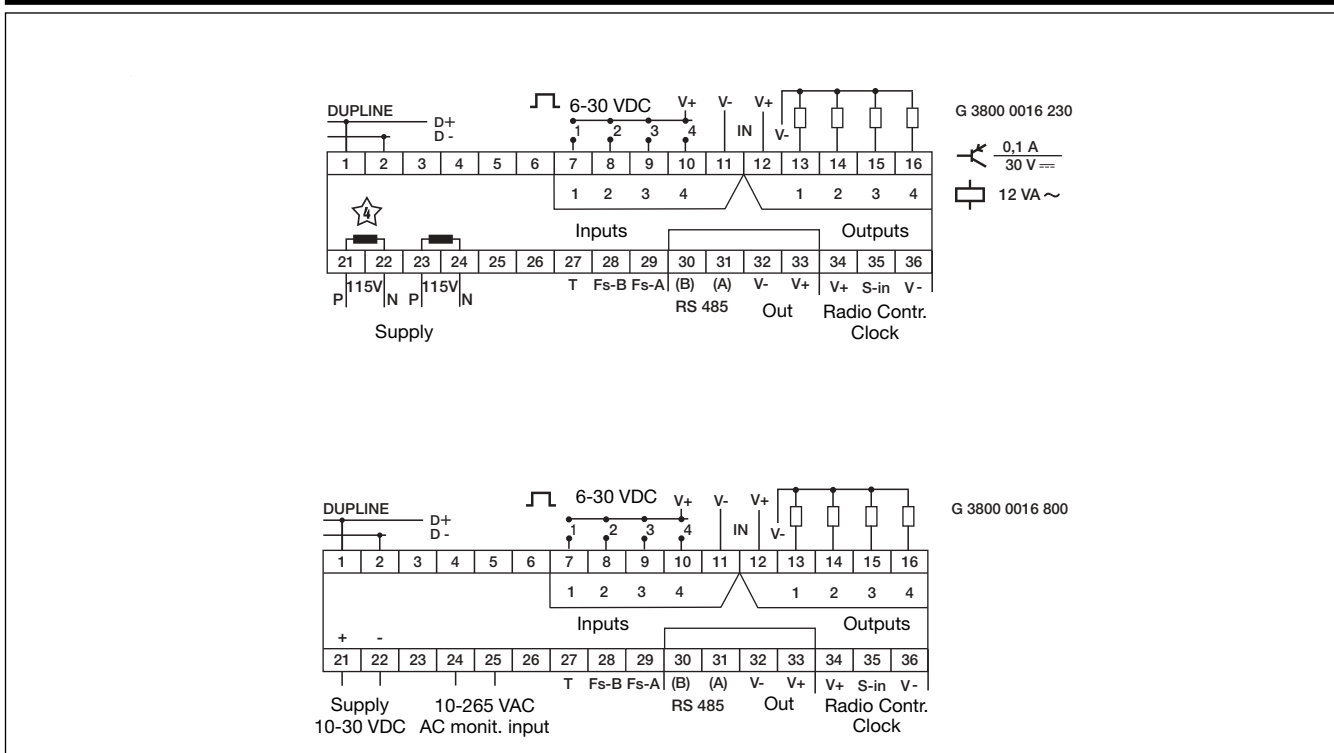 6-30 VDC V+ V- V+ G 3800 0016 230
DUPLINE D+ 1 2 3 4 IN V-
D -
0,1 A
30 V
1 2 3 4 5 6 7 8 9 10 11 12 13 14 15 16
1 2 3 4 1 2 3 4 12 VA ~
4
Inputs Outputs
21 22 23 24 25 26 27 28 29 30 31 32 33 34 35 36
P 115V N P 115V N T Fs-B Fs-A (B) (A) V- V+ V+ S-in V -
RS 485 Out Radio Contr.
Clock
Supply
6-30 VDC V+ V- V+ G 3800 0016 800
DUPLINE D+ 1 2 3 4 IN V-
D -
1 2 3 4 5 6 7 8 9 10 11 12 13 14 15 16
1 2 3 4 1 2 3 4
Inputs Outputs
+ -
21 22 23 24 25 26 27 28 29 30 31 32 33 34 35 36
T Fs-B Fs-A (B) (A) V- V+ V+ S-in V -
Supply 10-265 VAC RS 485 Out Radio Contr.
10-30 VDC AC monit. input Clock